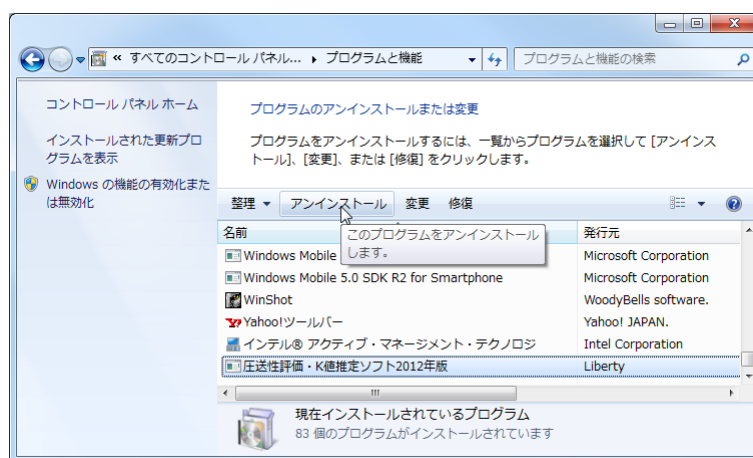 « すべてのコントロール パネル... ▸ プログラムと機能
プログラムと機能の検索
コントロール パネル ホーム
インストールされた更新プロ
グラムを表示
Windows の機能の有効化また
は無効化
プログラムのアンインストールまたは変更
プログラムをアンインストールするには、一覧からプログラムを選択して [アンインス
トール]、[変更]、または [修復] をクリックします。
整理 ▼ アンインストール 変更 修復
名前 発行元
このプログラムをアンインストール
します。
Windows Mobile Microsoft Corporation
Windows Mobile 5.0 SDK R2 for Smartphone Microsoft Corporation
WinShot WoodyBells software.
Yahoo!ツールバー Yahoo! JAPAN.
インテル® アクティブ・マネージメント・テクノロジ Intel Corporation
圧送性評価・K値推定ソフト2012年版 Liberty
現在インストールされているプログラム
83 個のプログラムがインストールされています